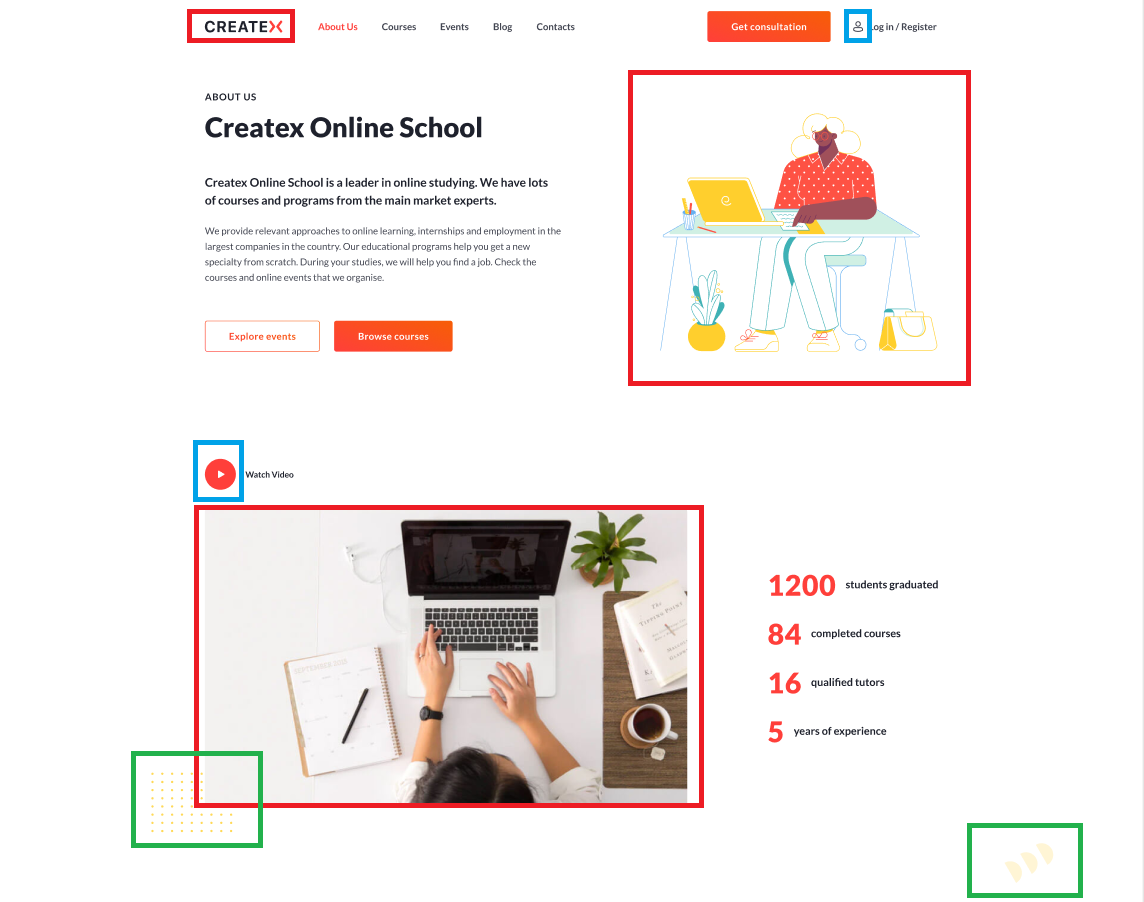 CREATEX
About Us
Courses
Events
Blog
Contacts
Get consultation
Log in / Register
ABOUT US
Createx Online School
Createx Online School is a leader in online studying. We have lots
of courses and programs from the main market experts.
We provide relevant approaches to online learning, internships and employment in the
largest companies in the country. Our educational programs help you get a new
specialty from scratch. During your studies, we will help you find a job. Check the
courses and online events that we organise.
Explore events
Browse courses
Watch Video
SEPTEMBER
The
TIPPING POINT
1200 students graduated
84 completed courses
16 qualified tutors
5 years of experience